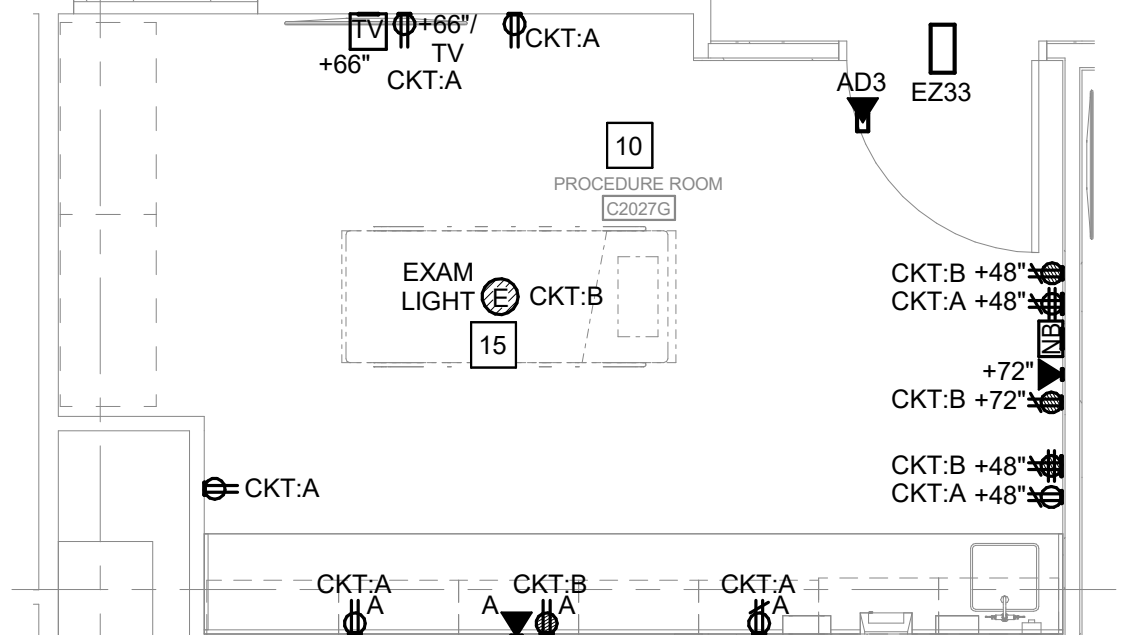 TV
+66"/
TV
+66"
CKT:A
CKT:A
AD3
EZ33
10
PROCEDURE ROOM
C2027G
EXAM
LIGHT
E
CKT:B
15
CKT:B +48"
CKT:A +48"
NB
+72"
CKT:B +72"
CKT:B +48"
CKT:A +48"
CKT:A
CKT:A
A
CKT:B
A
A
CKT:A
A